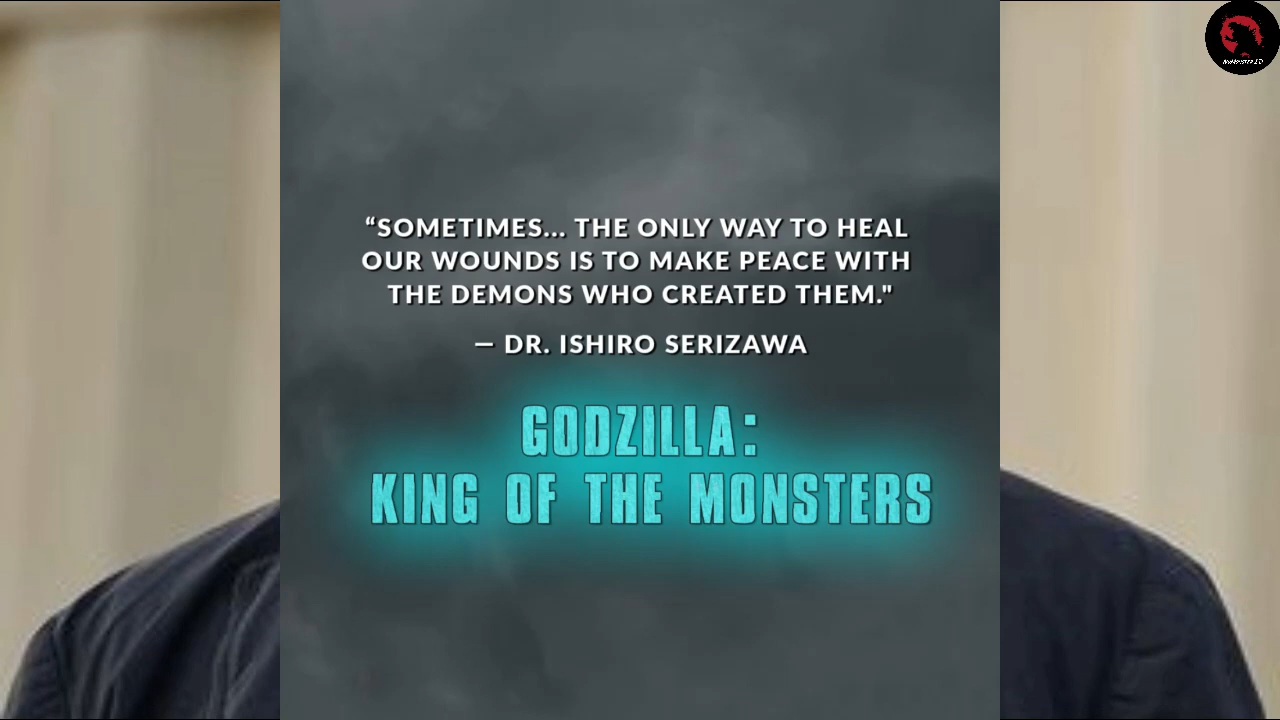 “SOMETIMES... THE ONLY WAY TO HEAL
OUR WOUNDS IS TO MAKE PEACE WITH
THE DEMONS WHO CREATED THEM."
— DR. ISHIRO SERIZAWA
GODZILLA:
KING OF THE MONSTERS